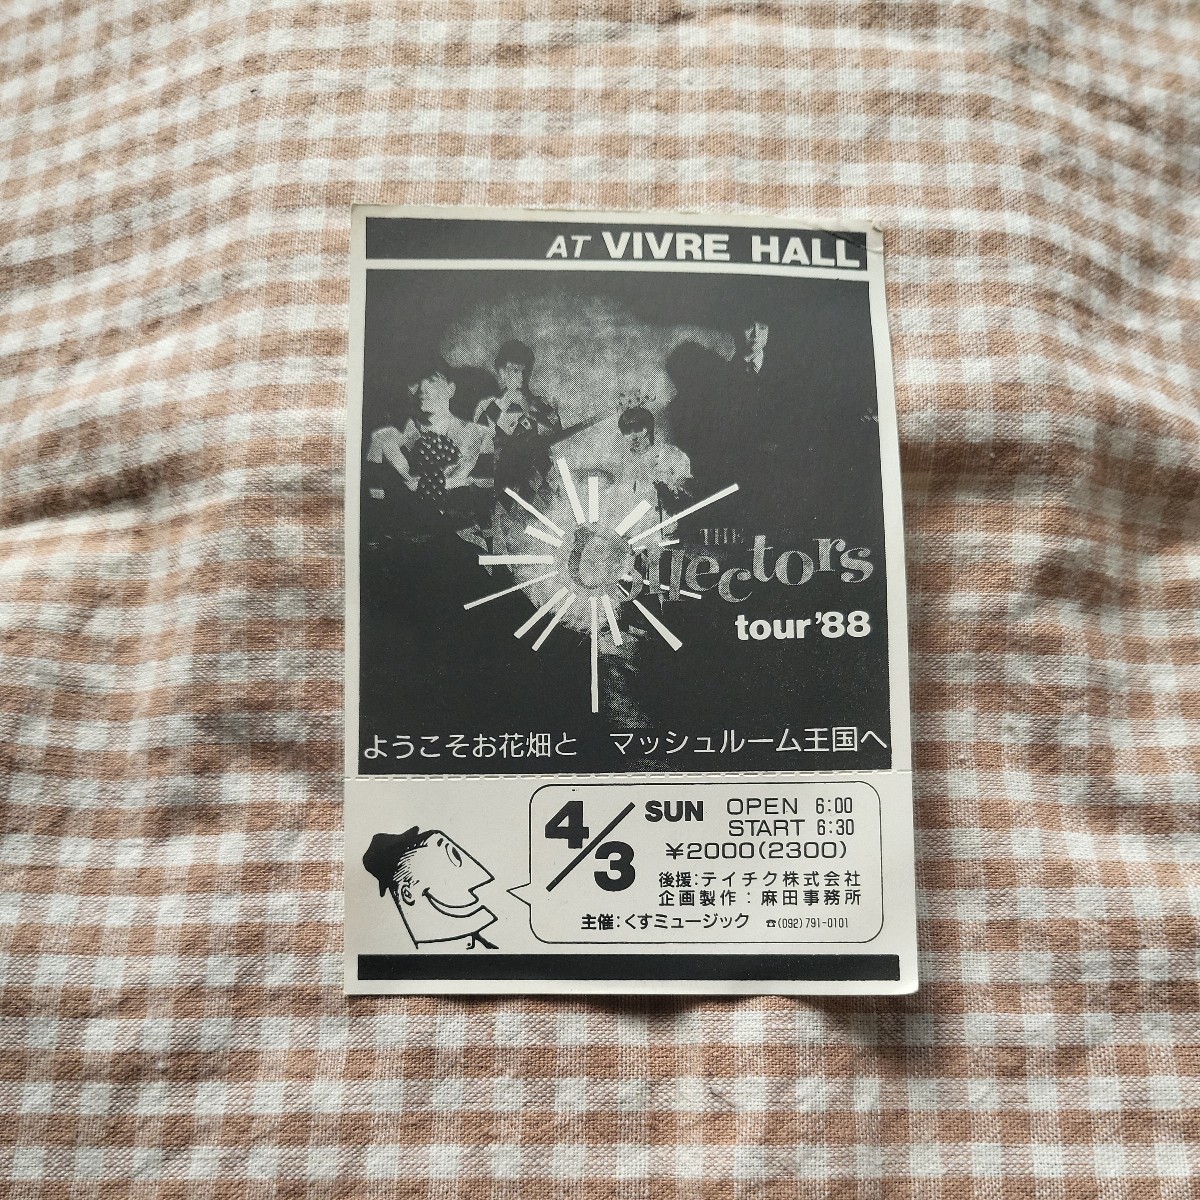 AT VIVRE HALL
THE
Collectors
tour '88
ようこそお花畑と　マッシュルーム王国へ
4/3 SUN OPEN 6:00
START 6:30
¥2000(2300)
後援:テイチク株式会社
企画製作:麻田事務所
主催:くすミュージック ☎(092)791-0101